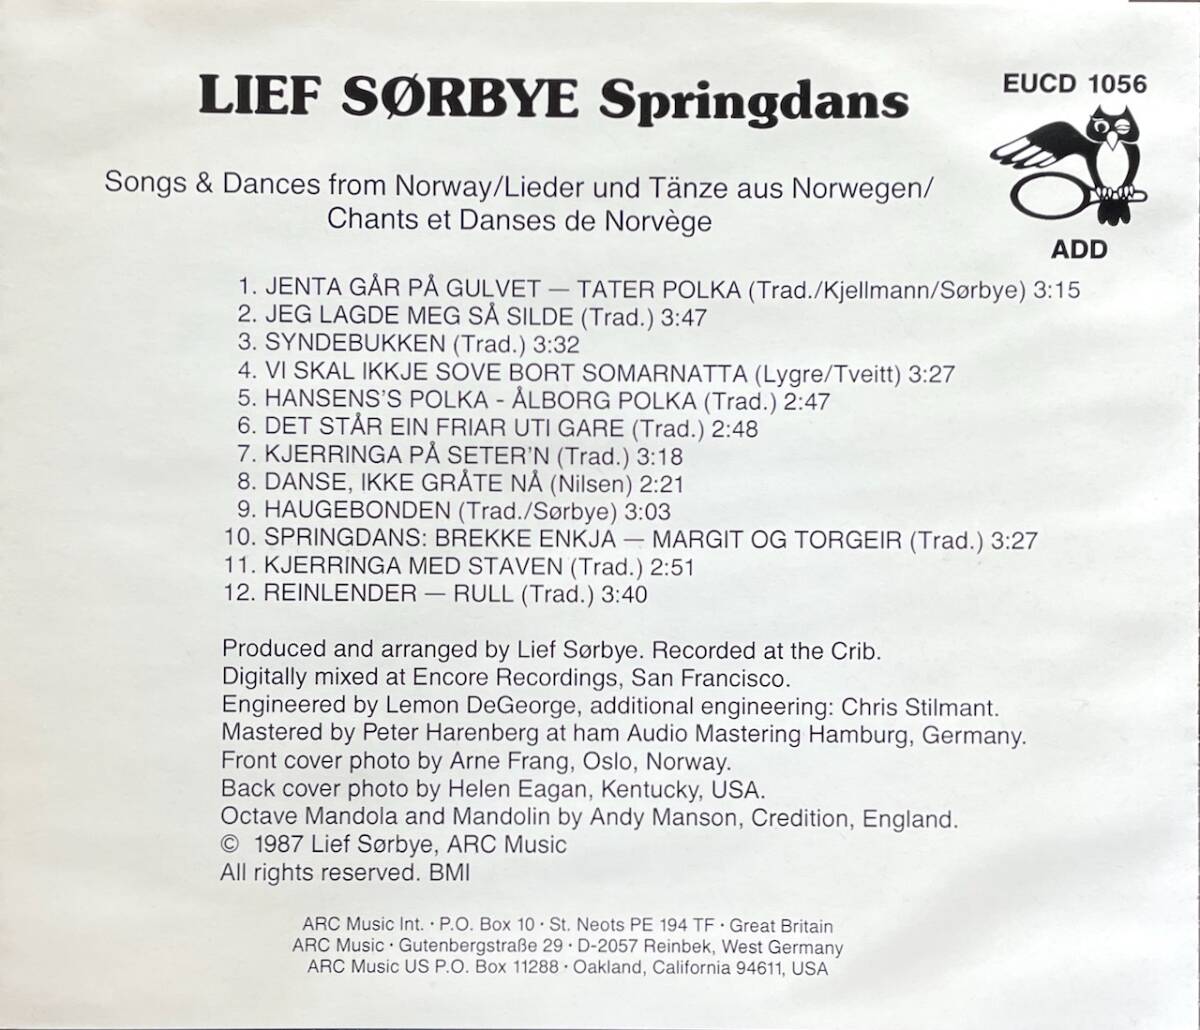 LIEF SØRBYE Springdans
EUCD 1056
Songs & Dances from Norway/Lieder und Tänze aus Norwegen/
Chants et Danses de Norvège
ADD
1. JENTA GÅR PÅ GULVET — TATER POLKA (Trad./Kjellmann/Sørbye) 3:15
2. JEG LAGDE MEG SÅ SILDE (Trad.) 3:47
3. SYNDEBUKKEN (Trad.) 3:32
4. VI SKAL IKKJE SOVE BORT SOMARNATTA (Lygre/Tveitt) 3:27
5. HANSENS'S POLKA - ÅLBORG POLKA (Trad.) 2:47
6. DET STÅR EIN FRIAR UTI GARE (Trad.) 2:48
7. KJERRINGA PÅ SETER'N (Trad.) 3:18
8. DANSE, IKKE GRÅTE NÅ (Nilsen) 2:21
9. HAUGEBONDEN (Trad./Sørbye) 3:03
10. SPRINGDANS: BREKKE ENKJA — MARGIT OG TORGEIR (Trad.) 3:27
11. KJERRINGA MED STAVEN (Trad.) 2:51
12. REINLENDER — RULL (Trad.) 3:40
Produced and arranged by Lief Sørbye. Recorded at the Crib.
Digitally mixed at Encore Recordings, San Francisco.
Engineered by Lemon DeGeorge, additional engineering: Chris Stilmant.
Mastered by Peter Harenberg at ham Audio Mastering Hamburg, Germany.
Front cover photo by Arne Frang, Oslo, Norway.
Back cover photo by Helen Eagan, Kentucky, USA.
Octave Mandola and Mandolin by Andy Manson, Credition, England.
© 1987 Lief Sørbye, ARC Music
All rights reserved. BMI
ARC Music Int. · P.O. Box 10 · St. Neots PE 194 TF · Great Britain
ARC Music · Gutenbergstraße 29 · D-2057 Reinbek, West Germany
ARC Music US P.O. Box 11288 · Oakland, California 94611, USA